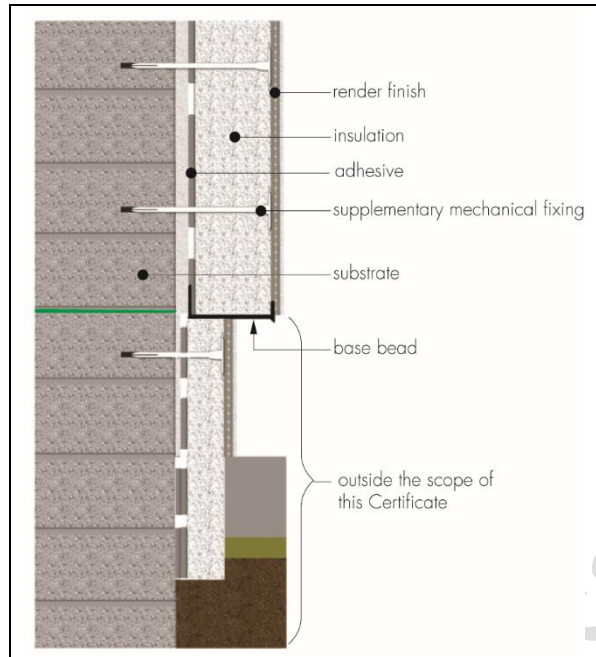 render finish
insulation
adhesive
supplementary mechanical fixing
substrate
base bead
outside the scope of
this Certificate